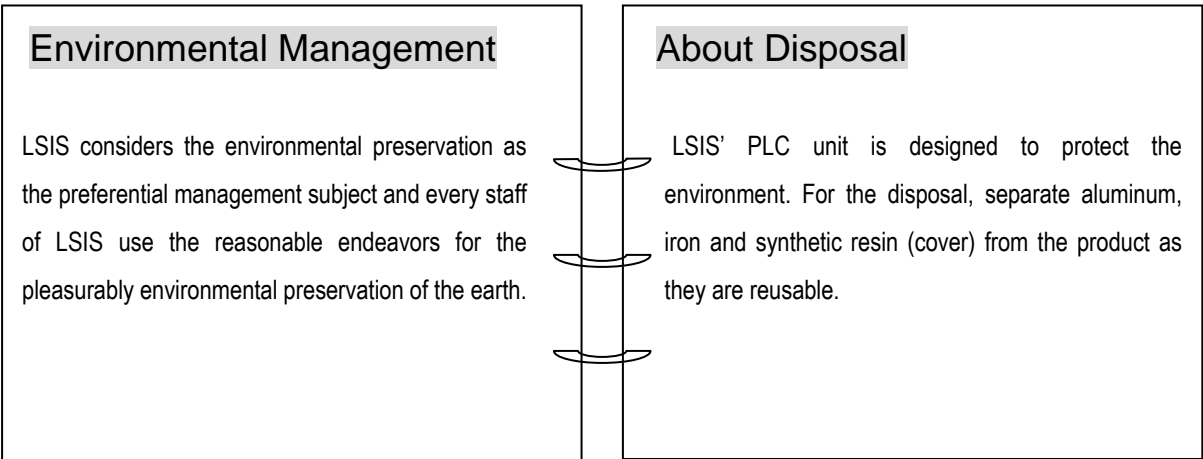 Environmental Management
LSIS considers the environmental preservation as
the preferential management subject and every staff
of LSIS use the reasonable endeavors for the
pleasurably environmental preservation of the earth.
About Disposal
LSIS’ PLC unit is designed to protect the
environment. For the disposal, separate aluminum,
iron and synthetic resin (cover) from the product as
they are reusable.